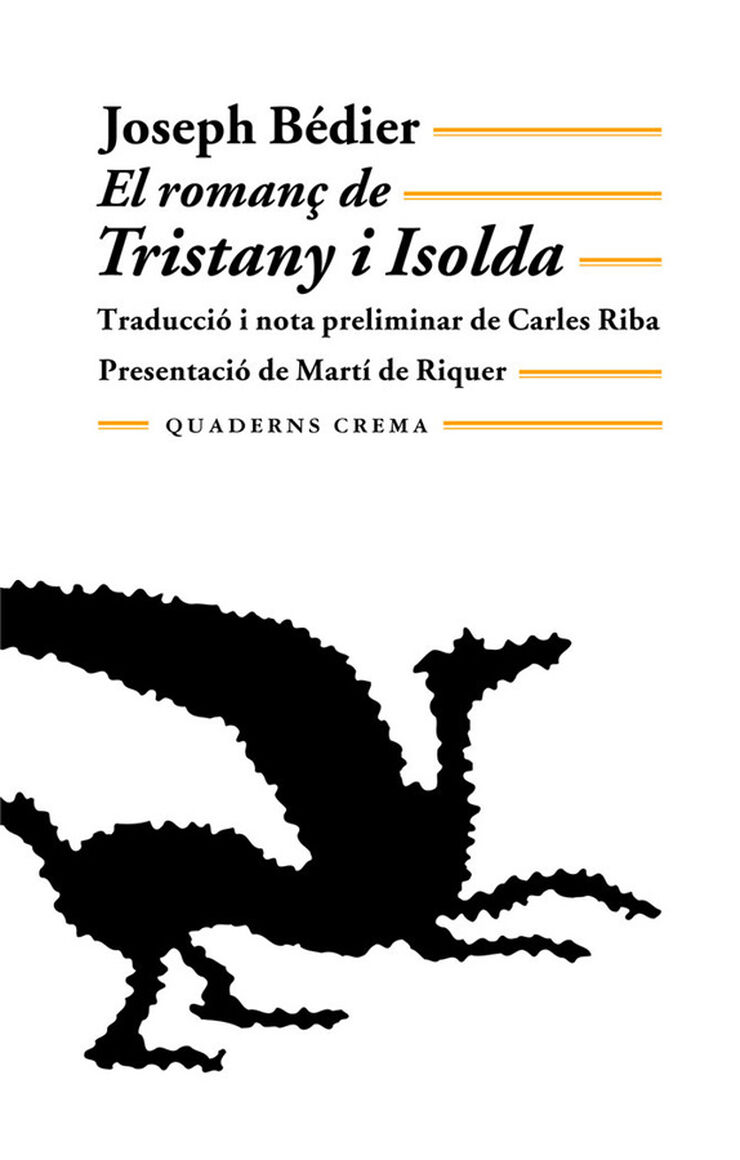 Joseph Bédier
El romanç de
Tristany i Isolda
Traducció i nota preliminar de Carles Riba
Presentació de Martí de Riquer
QUADERNS CREMA